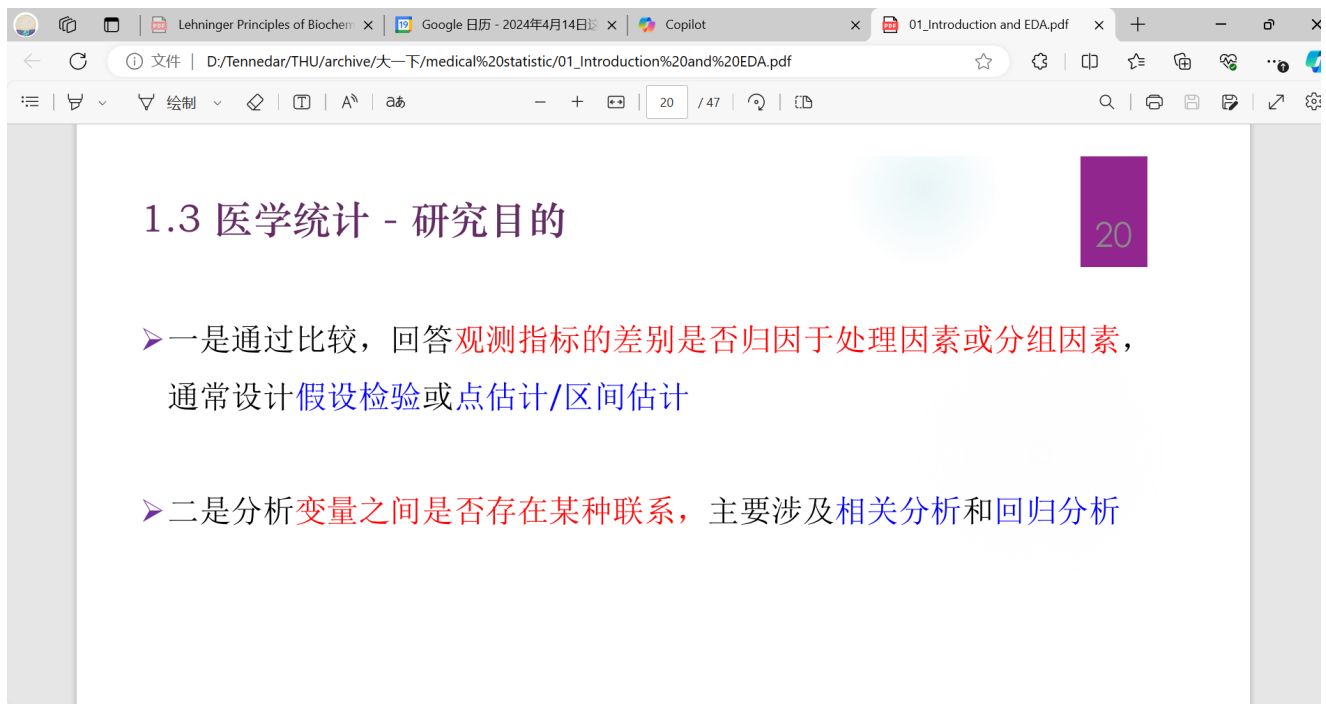 Lehninger Principles of Biochem
Google 日历 - 2024年4月14日
Copilot
01_Introduction and EDA.pdf
文件 | D:/Tennedar/THU/archive/大一下/medical%20statistic/01_Introduction%20and%20EDA.pdf
绘制
aあ
20 / 47
1.3 医学统计 - 研究目的
20
➢一是通过比较，回答观测指标的差别是否归因于处理因素或分组因素，
通常设计假设检验或点估计/区间估计
➢二是分析变量之间是否存在某种联系，主要涉及相关分析和回归分析